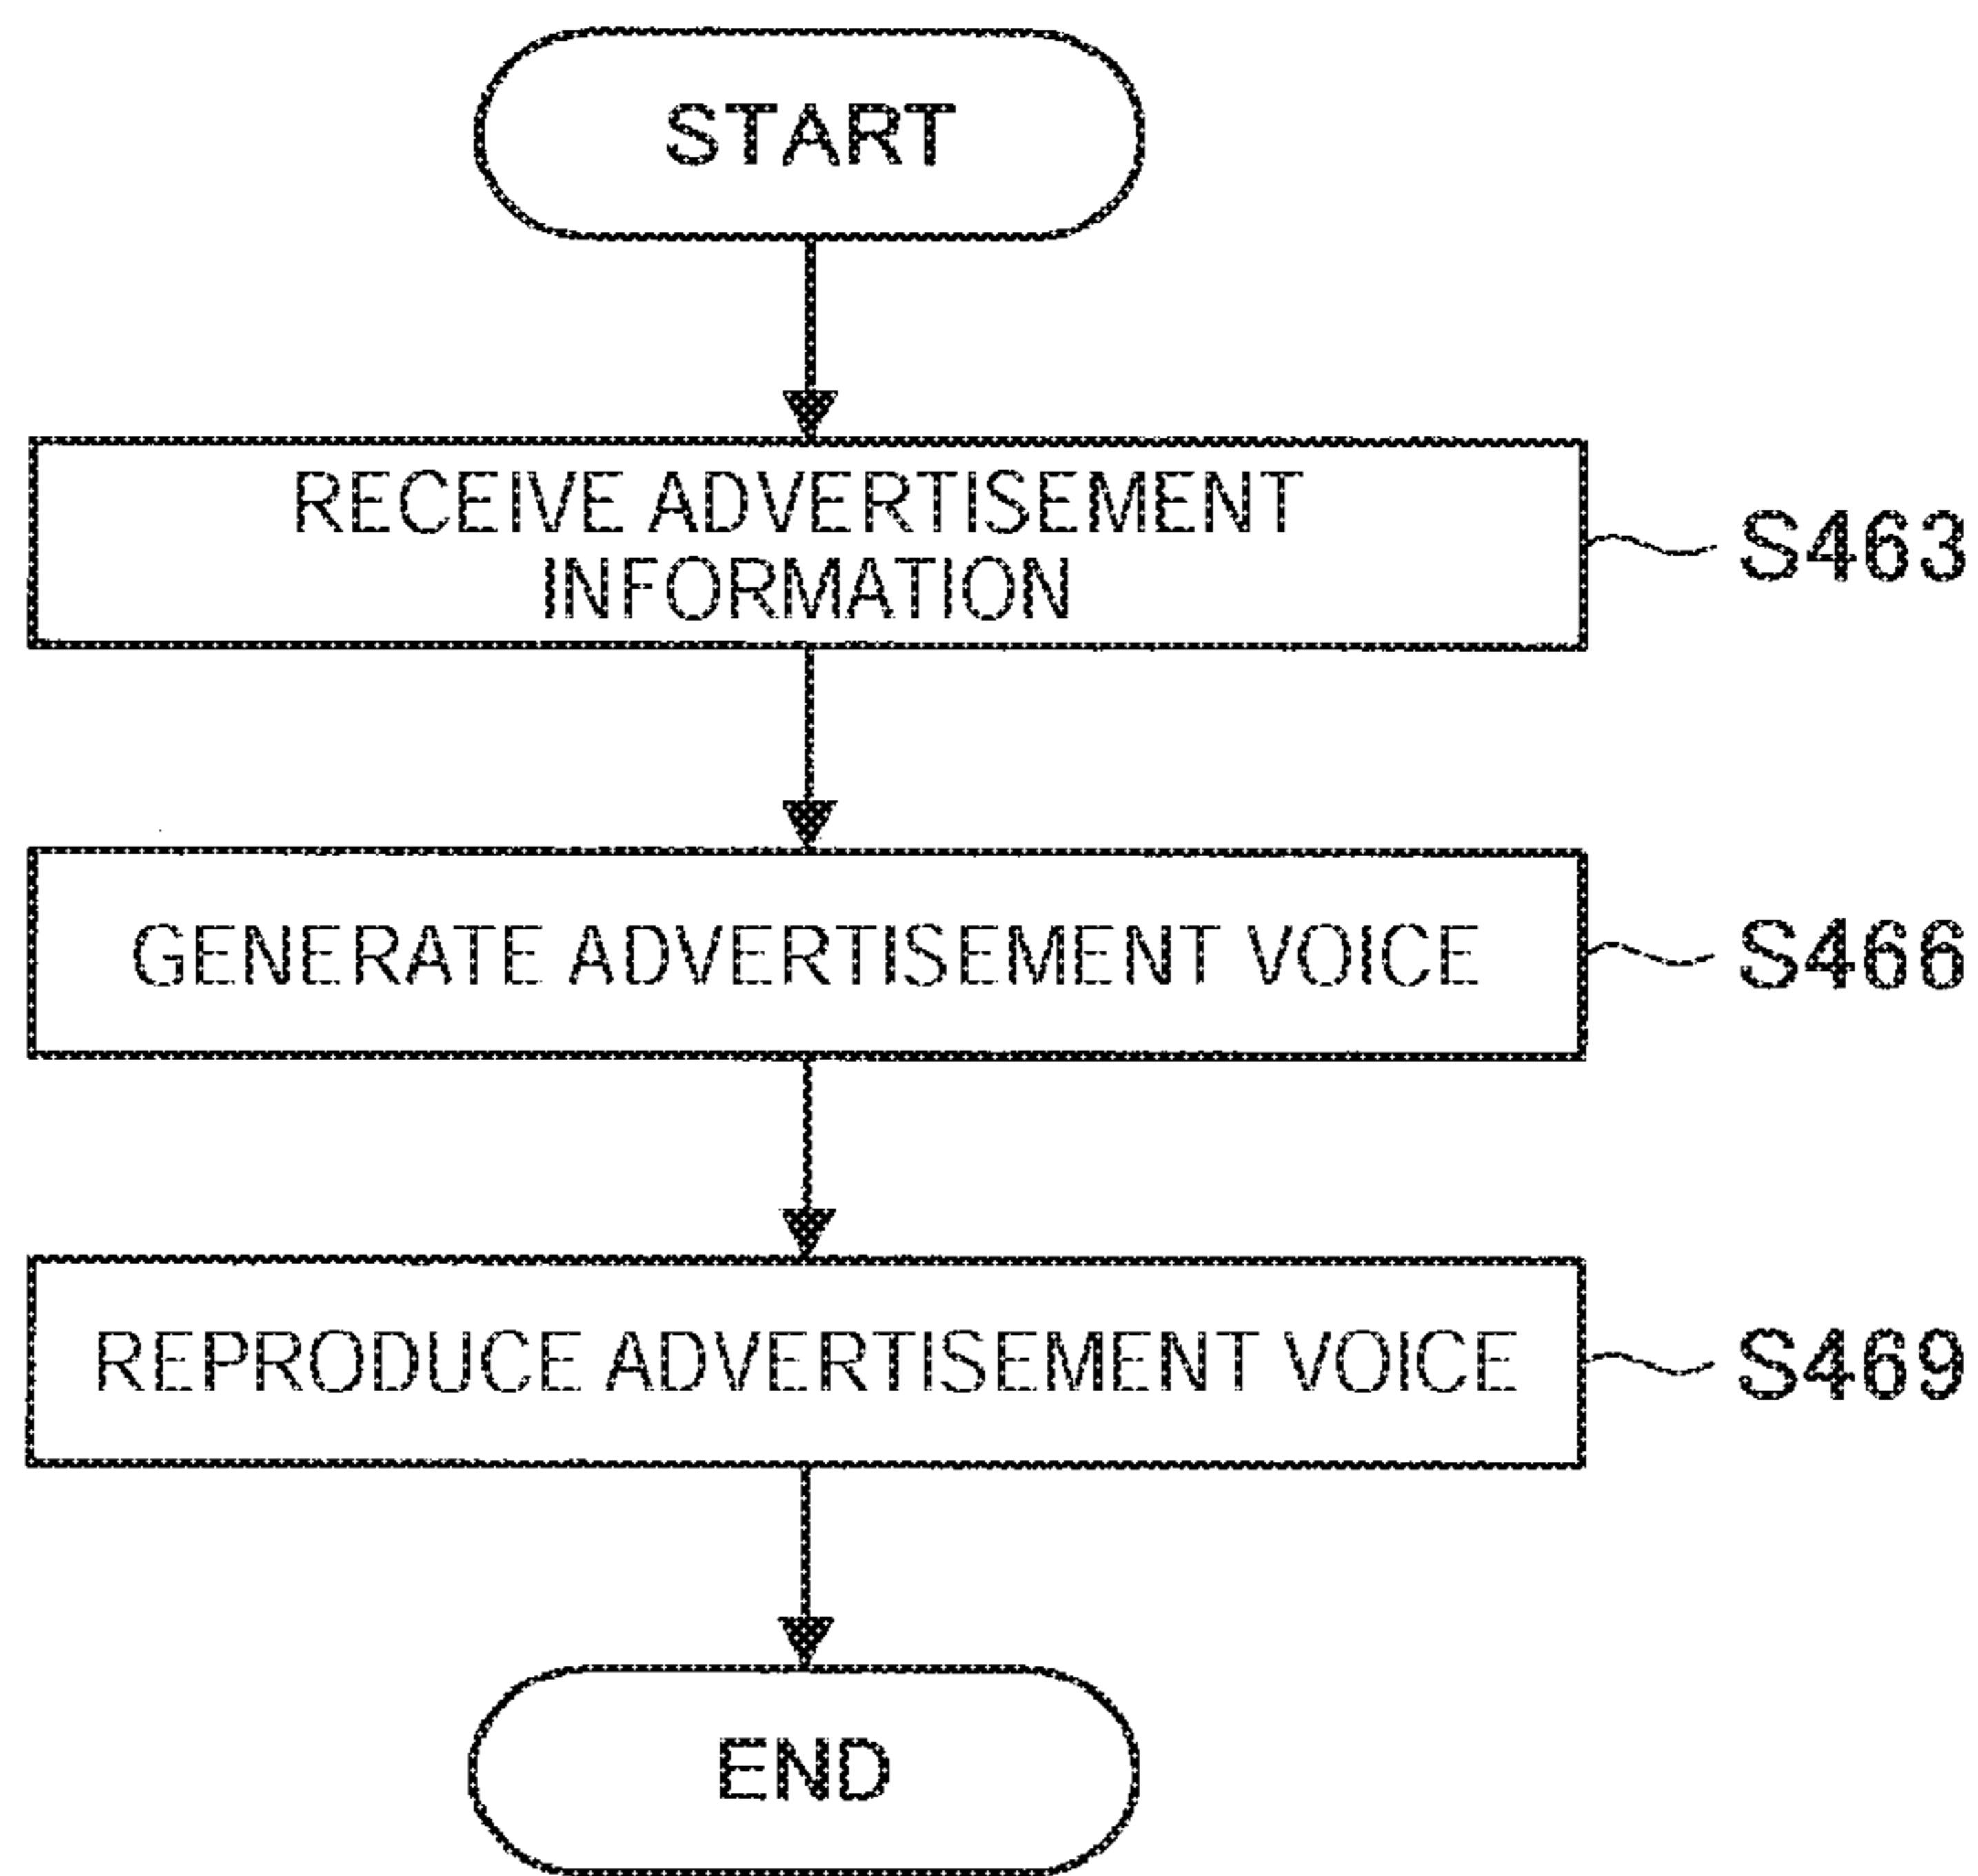 START
RECEIVE ADVERTISEMENT
INFORMATION
S463
GENERATE ADVERTISEMENT VOICE
S466
REPRODUCE ADVERTISEMENT VOICE
S469
END